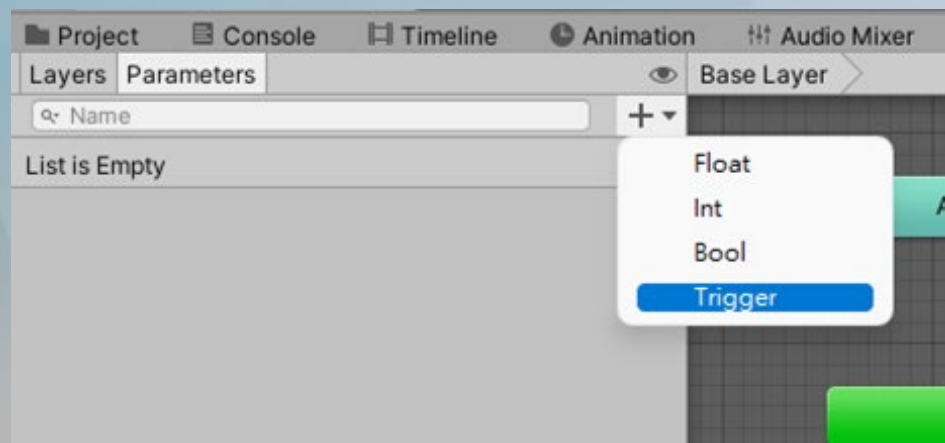 Project Console Timeline Animation Audio Mixer
Layers Parameters Base Layer
Name
List is Empty
Float
Int
Bool
Trigger